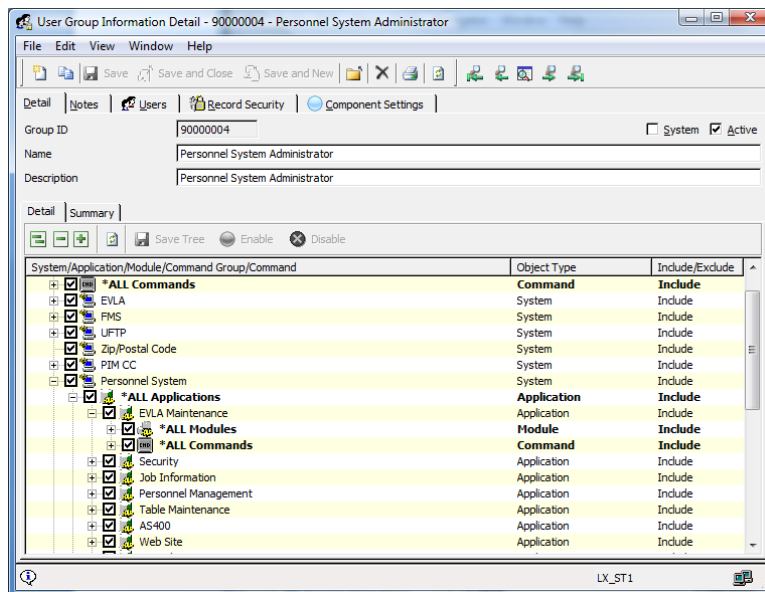 User Group Information Detail - 90000004 - Personnel System Administrator
File Edit View Window Help
Save Save and Close Save and New
Detail Notes Users Record Security Component Settings
Group ID 90000004 System Active
Name Personnel System Administrator
Description Personnel System Administrator
Detail Summary
Save Tree Enable Disable
System/Application/Module/Command Group/Command Object Type Include/Exclude
*ALL Commands Command Include
EVLA System Include
FMS System Include
UFTP System Include
Zip/Postal Code System Include
PIM CC System Include
Personnel System System Include
*ALL Applications Application Include
EVLA Maintenance Application Include
*ALL Modules Module Include
*ALL Commands Command Include
Security Application Include
Job Information Application Include
Personnel Management Application Include
Table Maintenance Application Include
AS400 Application Include
Web Site Application Include
LX_ST1